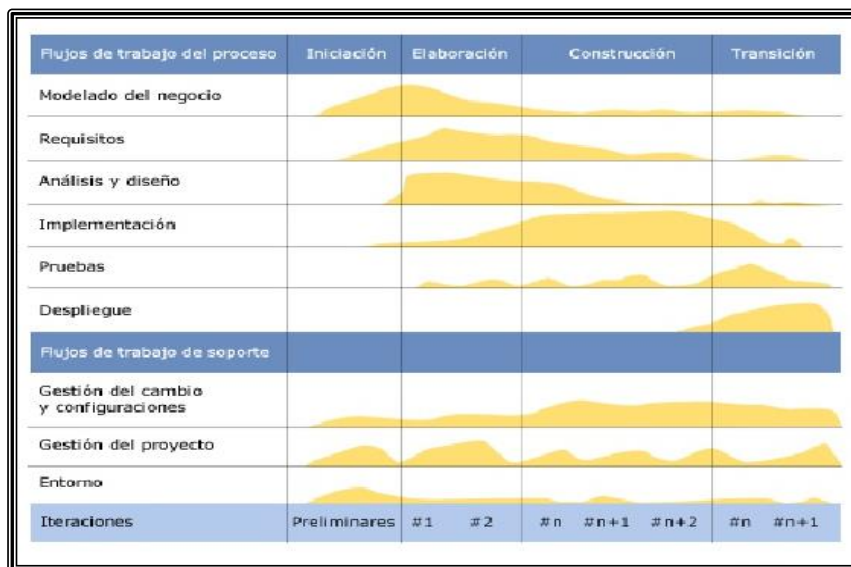 Flujos de trabajo del proceso Iniciación Elaboración Construcción Transición
Modelado del negocio
Requisitos
Análisis y diseño
Implementación
Pruebas
Despliegue
Flujos de trabajo de soporte
Gestión del cambio
y configuraciones
Gestión del proyecto
Entorno
Iteraciones Preliminares #1 #2 #n #n+1 #n+2 #n #n+1